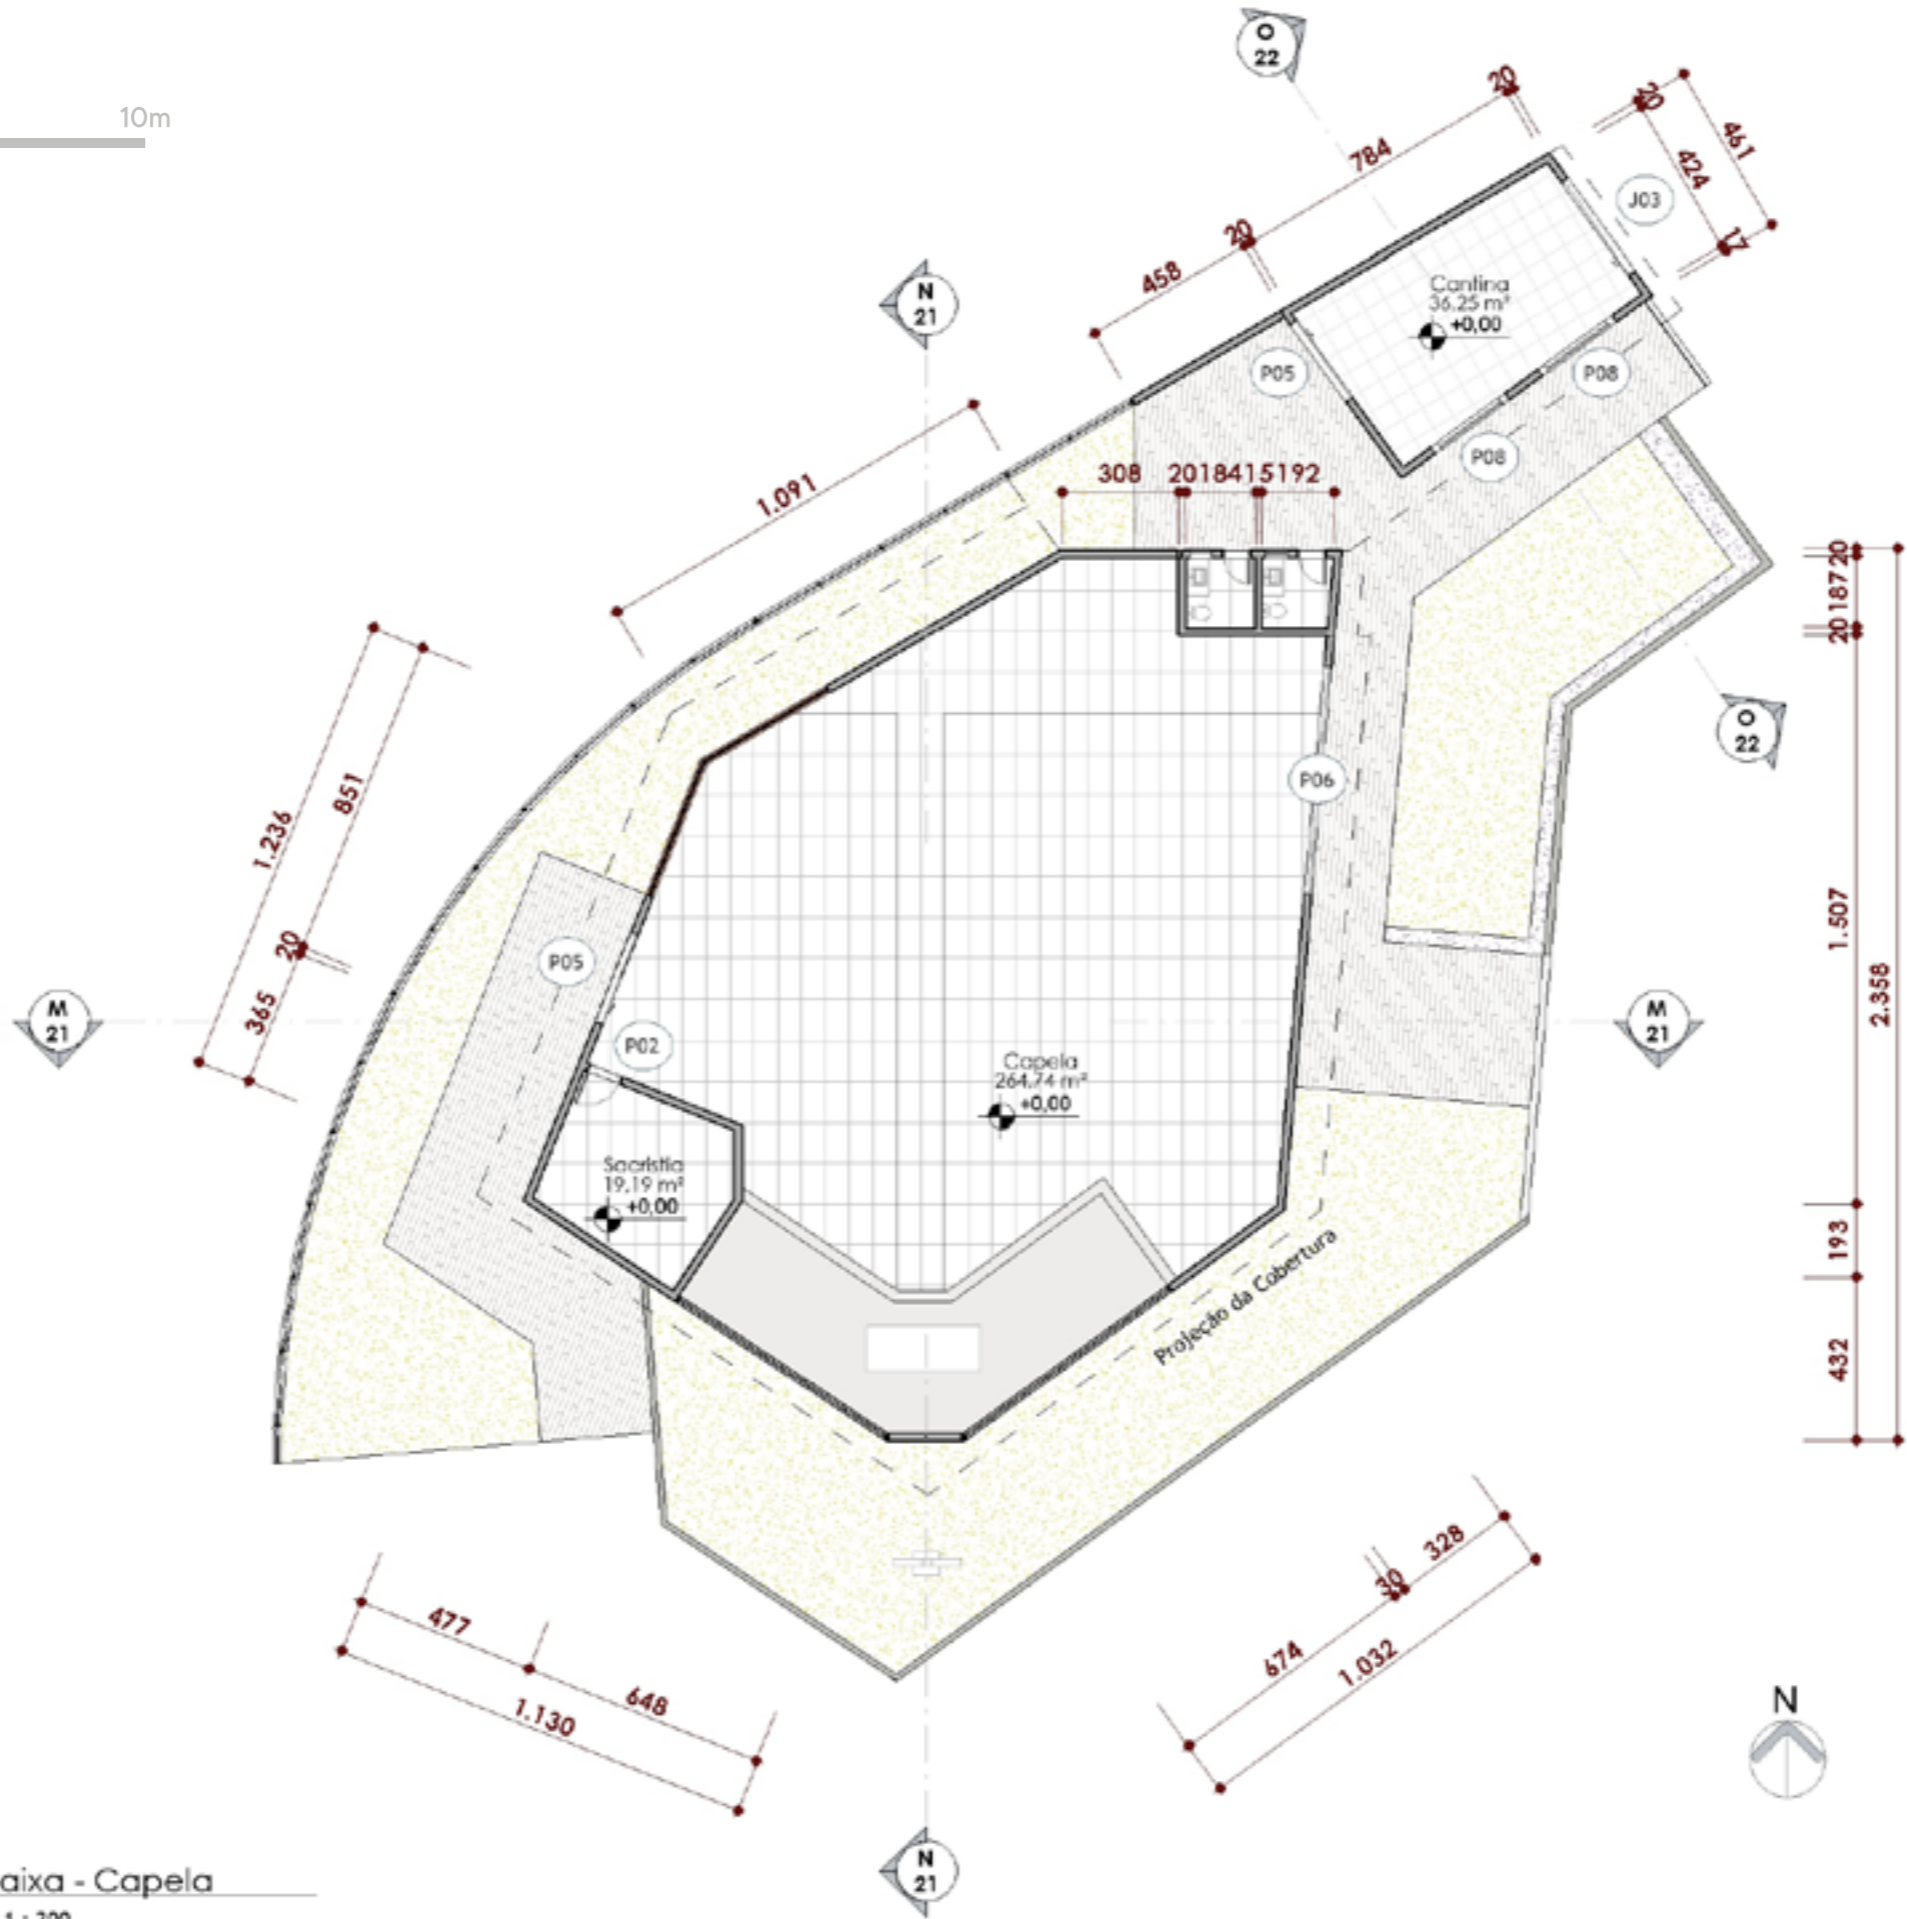 10m
O
22
20
20
461
784
424
J03
20
17
458
N
21
Cantina
36.25 m²
+0,00
P05
P08
P08
1.091
308 2018415192
20
187
20
851
1.236
O
22
P06
1.507
P05
20
365
2.358
M
21
M
21
P02
Capela
264.74 m²
+0,00
Sacristia
19.19 m²
+0,00
193
Projeção da Cobertura
432
328
30
477
674
1.032
648
1.130
N
N
21
aixa - Capela